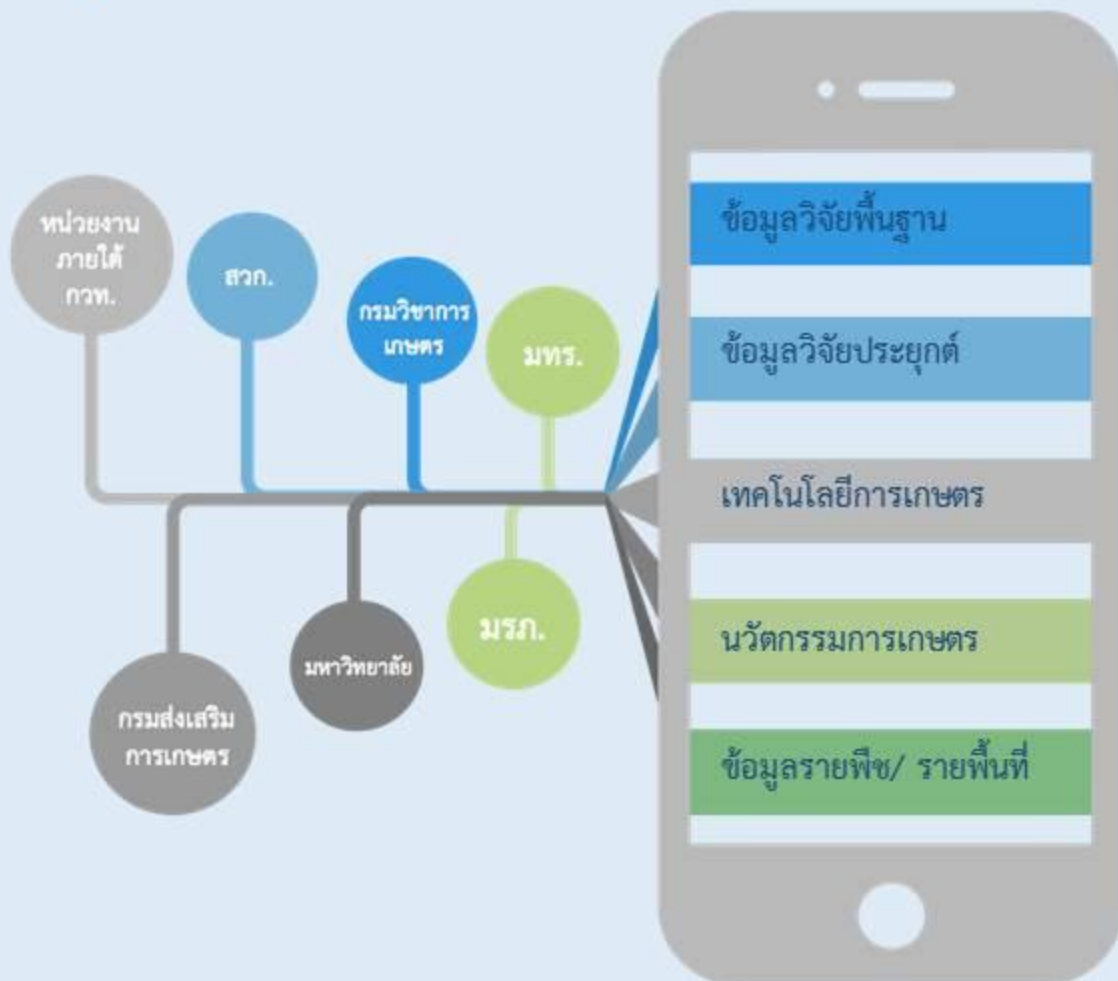 หน่วยงาน
ภายใต้
กวท.
สวก.
กรมวิชาการ
เกษตร
มทร.
กรมส่งเสริม
การเกษตร
มหาวิทยาลัย
มรภ.
ข้อมูลวิจัยพื้นฐาน
ข้อมูลวิจัยประยุกต์
เทคโนโลยีการเกษตร
นวัตกรรมการเกษตร
ข้อมูลรายพืช/ รายพื้นที่